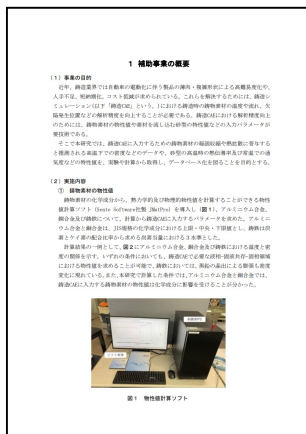 1 補助事業の概要
（1）事業の目的
近年、鋳造業界では自動車の電動化に伴う製品の薄肉・複雑形状による高難度化や、
人手不足、短納期化、コスト低減が求められている。これらを解決するためには、鋳造シ
ミュレーション（以下「鋳造CAE」という。）における鋳造時の鋳物素材の温度や流れ、欠
陥発生位置などの解析精度を向上することが必要である。鋳造CAEにおける解析精度向上
のためには、鋳物素材の物性値や素材を流し込む砂型の物性値などの入力パラメータが
重要である。
そこで本研究では、鋳造CAEに入力するための鋳物素材の凝固収縮や熱拡散に寄与する
と推測される高温下での密度などのデータや、砂型の高温时の熱伝導率及び常温での通
気度などの特性値を、実験や計算から取得し、データベース化を図ることを目的とする。
（2）実施内容
① 鋳物素材の物性値
鋳物素材の化学成分から、熱力学的及び物理的物性値を計算することができる物性
値計算ソフト（Sente Software社製 JMatPro）を導入し（図1）、アルミニウム合金、
銅合金及び鋳鉄について、計算から鋳造CAEに入力するパラメータを求めた。アルミニ
ウム合金と銅合金は、JIS規格の化学成分における上限・中央・下限値とし、鋳鉄は炭
素とケイ素の配合比率から求める炭素当量における3水準とした。
計算結果の一例として、図2にアルミニウム合金、銅合金及び鋳鉄における温度と密
度の関係を示す。いずれの条件においても、鋳造CAEで必要な液相・固液共存・固相領域
における物性値を求めることが可能で、鋳鉄においては、黒鉛の晶出による膨張も密度
変化に現れている。また、本研究で計算した条件では、アルミニウム合金と銅合金では、
鋳造CAEに入力する鋳物素材の物性値は化学成分に影響を受けることが分かった。
図1 物性値計算ソフト